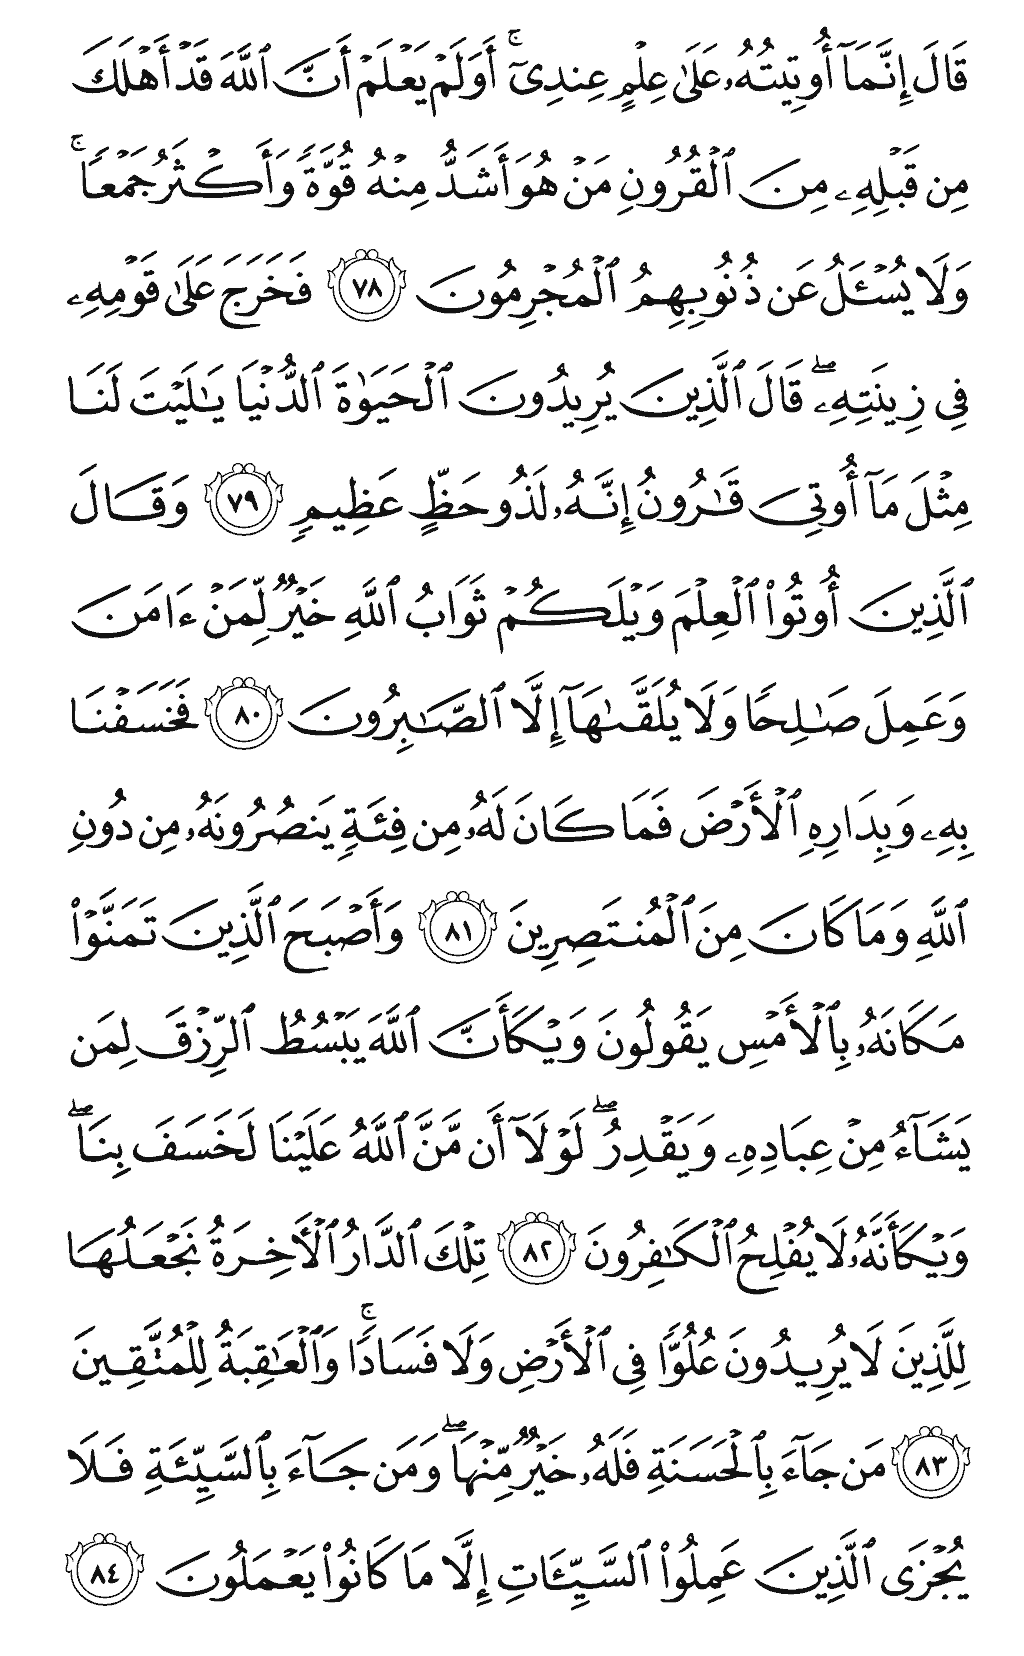 قَالَ إِنَّمَآ أُوتِيتُهُۥ عَلَىٰ عِلْمٍ عِندِىٓ ۚ أَوَلَمْ يَعْلَمْ أَنَّ ٱللَّهَ قَدْ أَهْلَكَ
مِن قَبْلِهِۦ مِنَ ٱلْقُرُونِ مَنْ هُوَ أَشَدُّ مِنْهُ قُوَّةً وَأَكْثَرُ جَمْعًا ۚ
وَلَا يُسْـَٔلُ عَن ذُنُوبِهِمُ ٱلْمُجْرِمُونَ ٧٨ فَخَرَجَ عَلَىٰ قَوْمِهِۦ
فِى زِينَتِهِۦ ۖ قَالَ ٱلَّذِينَ يُرِيدُونَ ٱلْحَيَوٰةَ ٱلدُّنْيَا يَـٰلَيْتَ لَنَا
مِثْلَ مَآ أُوتِىَ قَـٰرُونُ إِنَّهُۥ لَذُو حَظٍّ عَظِيمٍ ٧٩ وَقَالَ
ٱلَّذِينَ أُوتُوا۟ ٱلْعِلْمَ وَيْلَكُمْ ثَوَابُ ٱللَّهِ خَيْرٌ لِّمَنْ ءَامَنَ
وَعَمِلَ صَـٰلِحًا وَلَا يُلَقَّىٰهَآ إِلَّا ٱلصَّـٰبِرُونَ ٨٠ فَخَسَفْنَا
بِهِۦ وَبِدَارِهِ ٱلْأَرْضَ فَمَا كَانَ لَهُۥ مِن فِئَةٍ يَنصُرُونَهُۥ مِن دُونِ
ٱللَّهِ وَمَا كَانَ مِنَ ٱلْمُنتَصِرِينَ ٨١ وَأَصْبَحَ ٱلَّذِينَ تَمَنَّوْا۟
مَكَانَهُۥ بِٱلْأَمْسِ يَقُولُونَ وَيْكَأَنَّ ٱللَّهَ يَبْسُطُ ٱلرِّزْقَ لِمَن
يَشَآءُ مِنْ عِبَادِهِۦ وَيَقْدِرُ ۖ لَوْلَآ أَن مَّنَّ ٱللَّهُ عَلَيْنَا لَخَسَفَ بِنَا ۖ
وَيْكَأَنَّهُۥ لَا يُفْلِحُ ٱلْكَـٰفِرُونَ ٨٢ تِلْكَ ٱلدَّارُ ٱلْأَخِرَةُ نَجْعَلُهَا
لِلَّذِينَ لَا يُرِيدُونَ عُلُوًّا فِى ٱلْأَرْضِ وَلَا فَسَادًا ۚ وَٱلْعَـٰقِبَةُ لِلْمُتَّقِينَ
٨٣ مَن جَآءَ بِٱلْحَسَنَةِ فَلَهُۥ خَيْرٌ مِّنْهَا ۖ وَمَن جَآءَ بِٱلسَّيِّئَةِ فَلَا
يُجْزَى ٱلَّذِينَ عَمِلُوا۟ ٱلسَّيِّـَٔاتِ إِلَّا مَا كَانُوا۟ يَعْمَلُونَ ٨٤